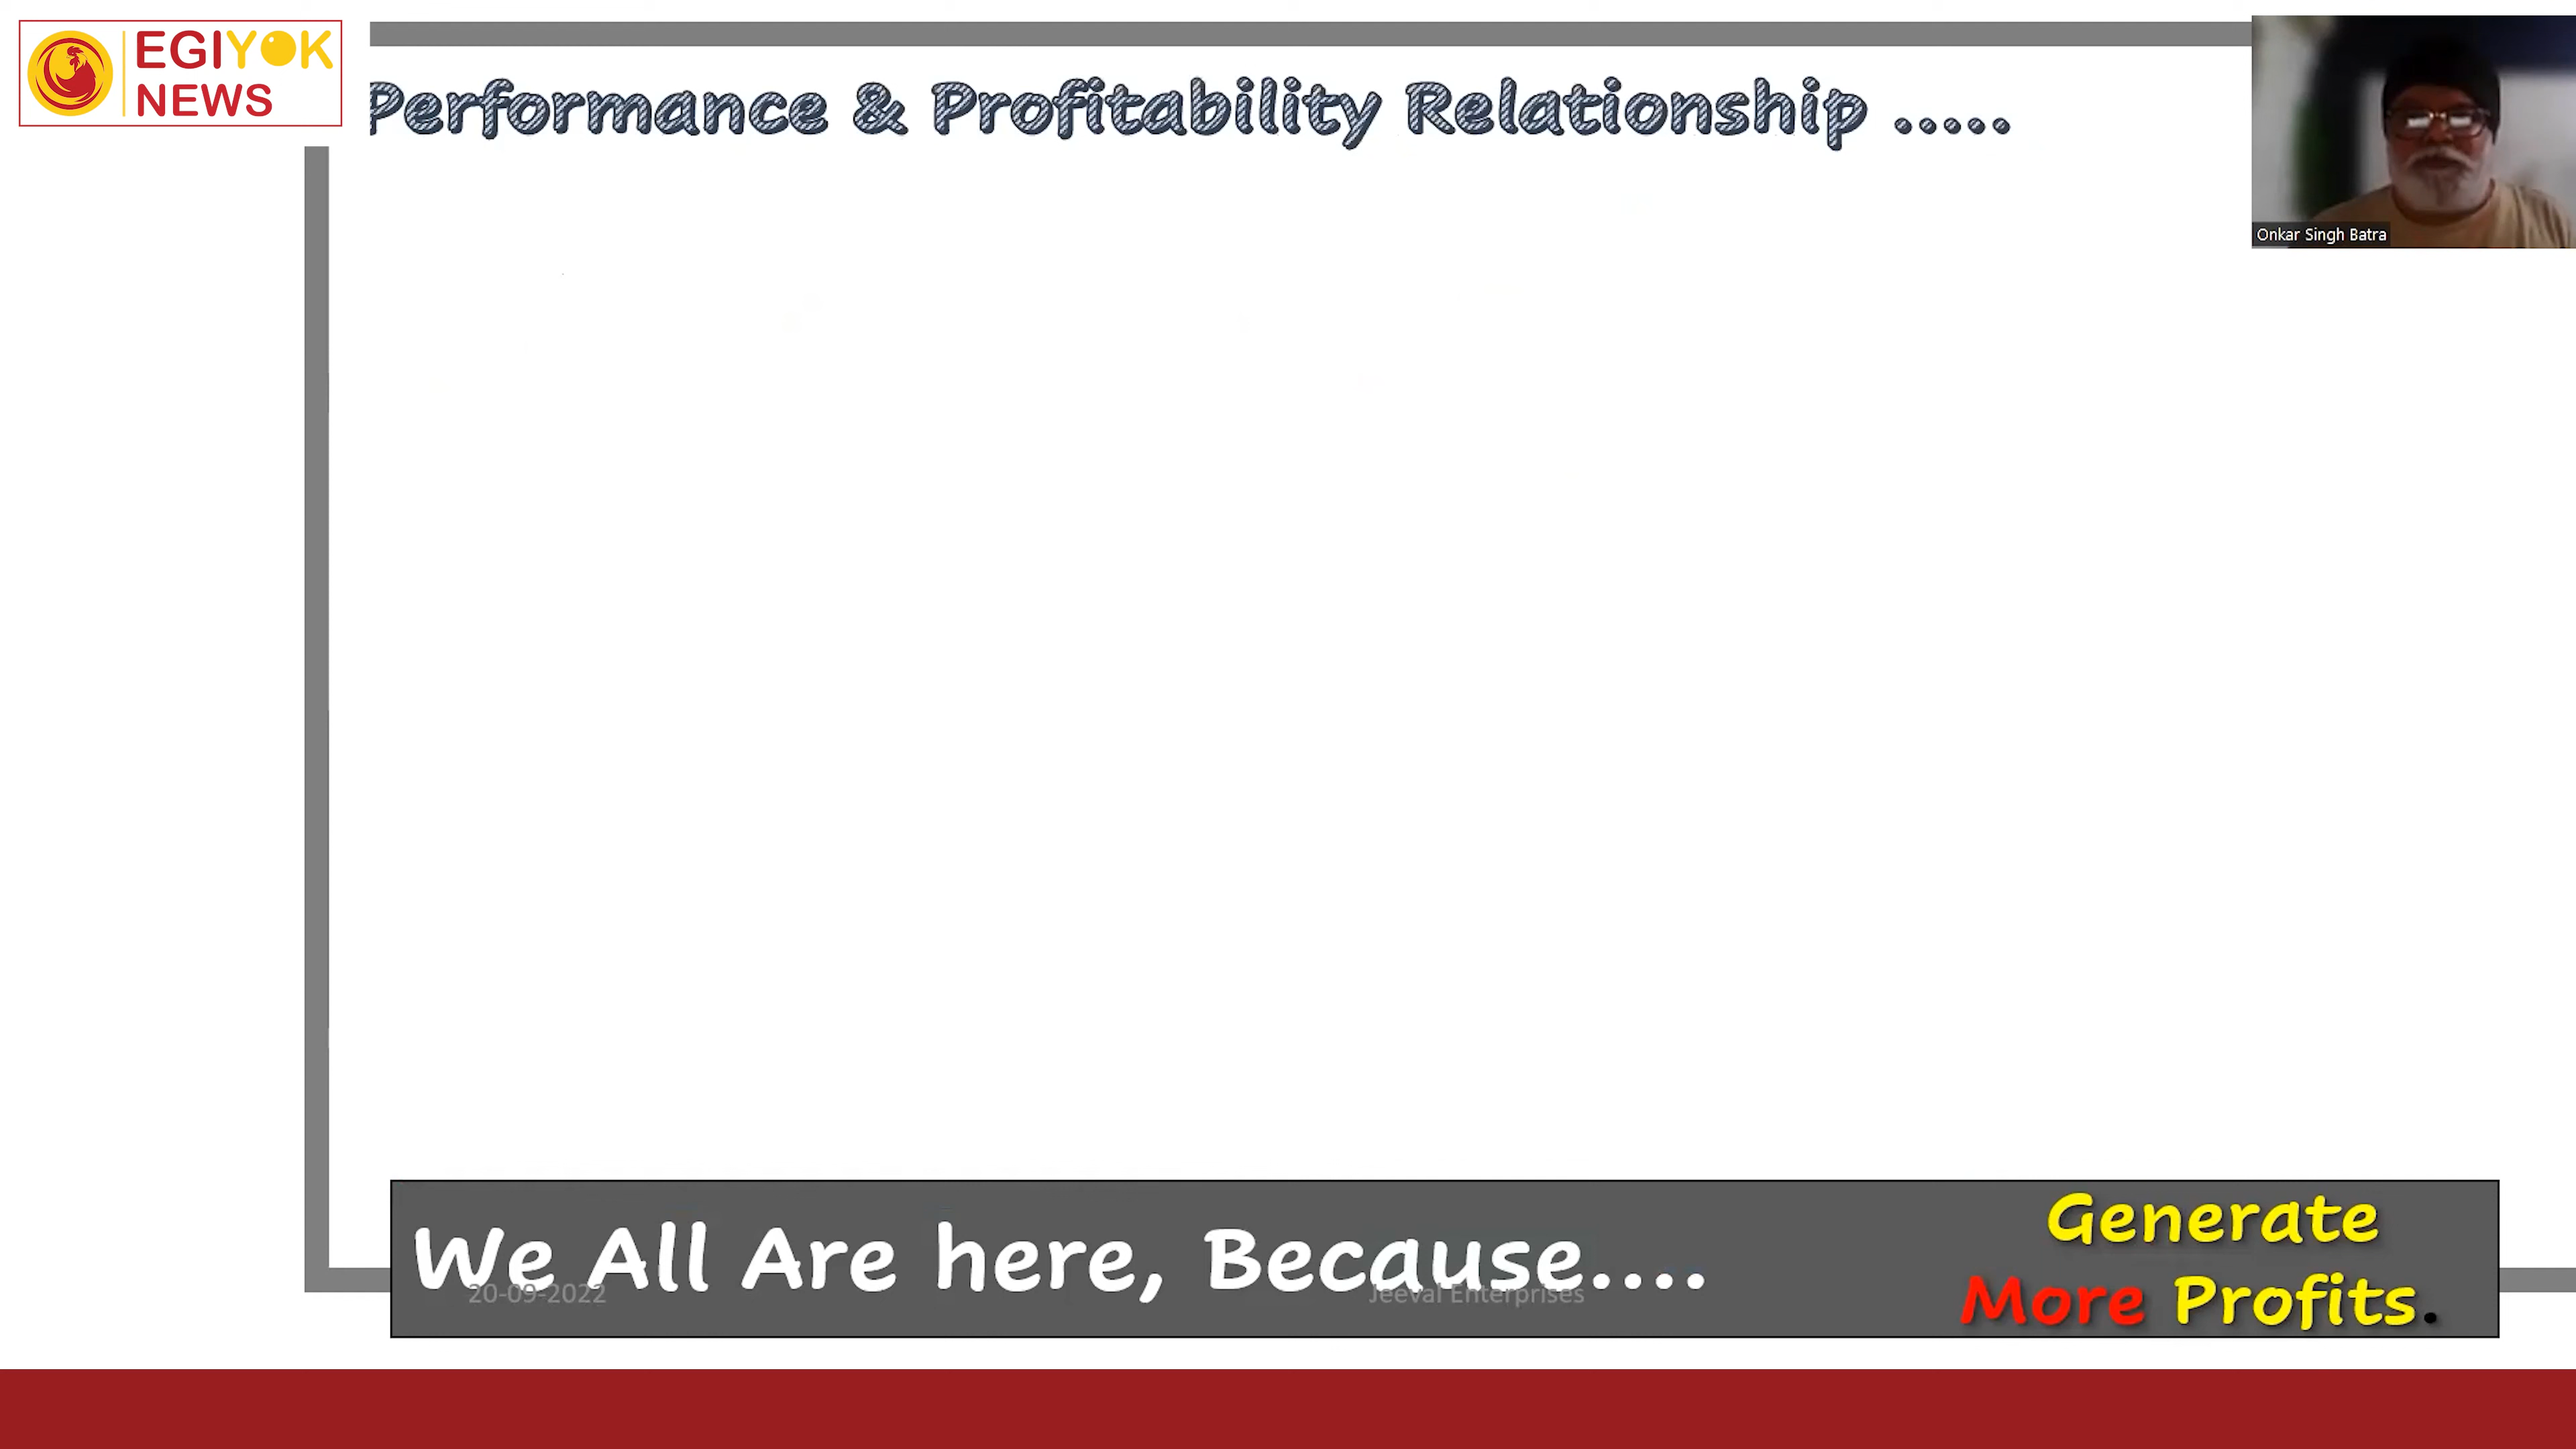 EGIYOK
NEWS
Performance & Profitability Relationship .....
Onkar Singh Batra
We All Are here, Because....
Generate
More Profits.
20-09-2022
Jeeval Enterprises